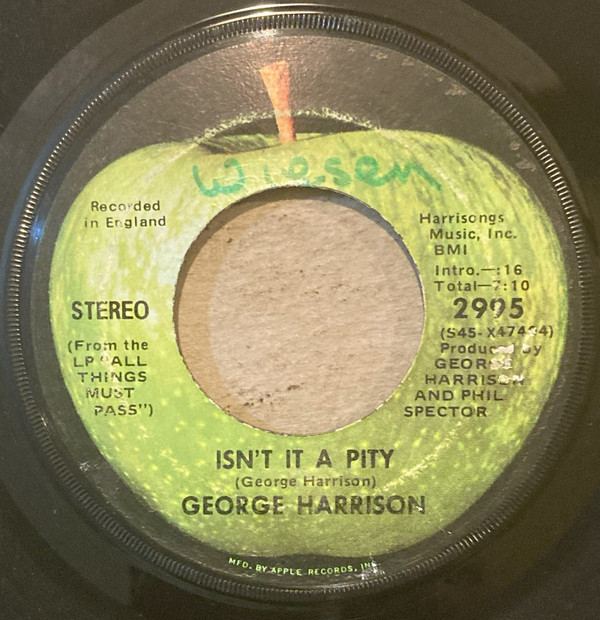 Wiesen
Recorded
in England
Harrisongs
Music, Inc.
BMI
Intro.—:16
Total—7:10
STEREO
2995
(S45-X47494)
(From the
LP "ALL
THINGS
MUST
PASS")
Produced by
GEORGE
HARRISON
AND PHIL
SPECTOR
ISN'T IT A PITY
(George Harrison)
GEORGE HARRISON
MFD. BY APPLE RECORDS, INC